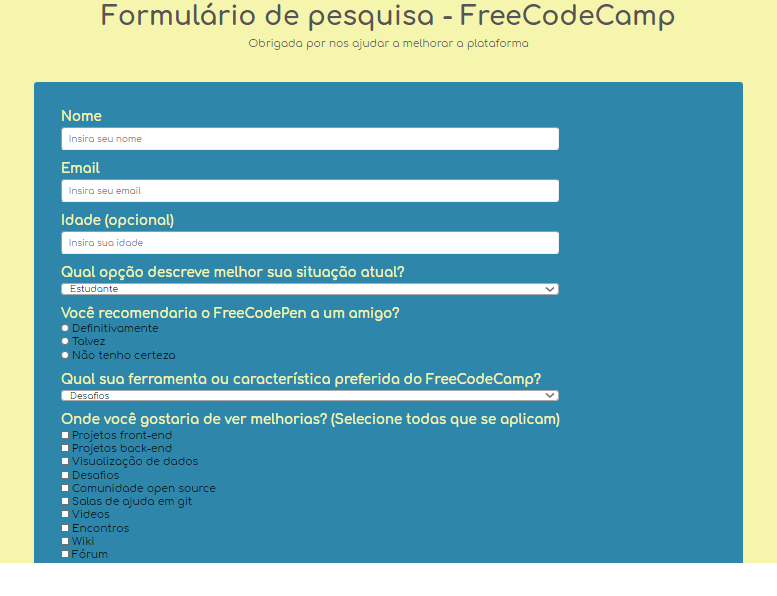 Formulário de pesquisa - FreeCodeCamp
Obrigada por nos ajudar a melhorar a plataforma
Nome
Insira seu nome
Email
Insira seu email
Idade (opcional)
Insira sua idade
Qual opção descreve melhor sua situação atual?
Estudante
Você recomendaria o FreeCodePen a um amigo?
Definitivamente
Talvez
Não tenho certeza
Qual sua ferramenta ou característica preferida do FreeCodeCamp?
Desafios
Onde você gostaria de ver melhorias? (Selecione todas que se aplicam)
Projetos front-end
Projetos back-end
Visualização de dados
Desafios
Comunidade open source
Salas de ajuda em git
Videos
Encontros
Wiki
Fórum